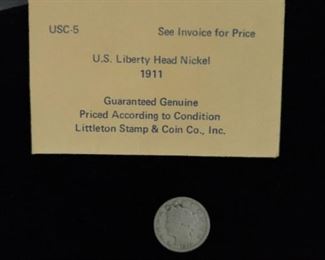 USC-5 See Invoice for Price
U.S. Liberty Head Nickel
1911
Guaranteed Genuine
Priced According to Condition
Littleton Stamp & Coin Co., Inc.